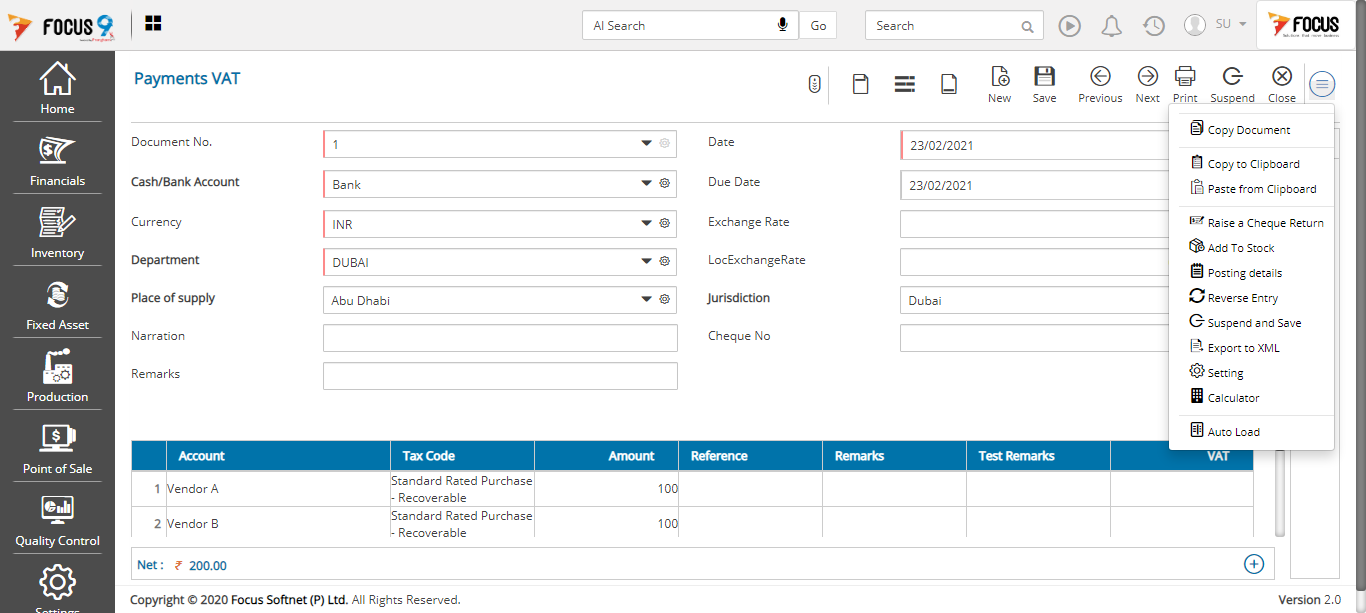 FOCUS 9
AI Search
Go
Search
SU
FOCUS
Home
Financials
Inventory
Fixed Asset
Production
Point of Sale
Quality Control
Settings
Payments VAT
New
Save
Previous
Next
Print
Suspend
Close
Document No.
1
Date
23/02/2021
Cash/Bank Account
Bank
Due Date
23/02/2021
Currency
INR
Exchange Rate
Department
DUBAI
LocExchangeRate
Place of supply
Abu Dhabi
Jurisdiction
Dubai
Narration
Cheque No
Remarks
Copy Document
Copy to Clipboard
Paste from Clipboard
Raise a Cheque Return
Add To Stock
Posting details
Reverse Entry
Suspend and Save
Export to XML
Setting
Calculator
Auto Load
Account Tax Code Amount Reference Remarks Test Remarks VAT
1 Vendor A Standard Rated Purchase 100
- Recoverable
2 Vendor B Standard Rated Purchase 100
- Recoverable
Net : ₹ 200.00
Copyright © 2020 Focus Softnet (P) Ltd. All Rights Reserved.
Version 2.0